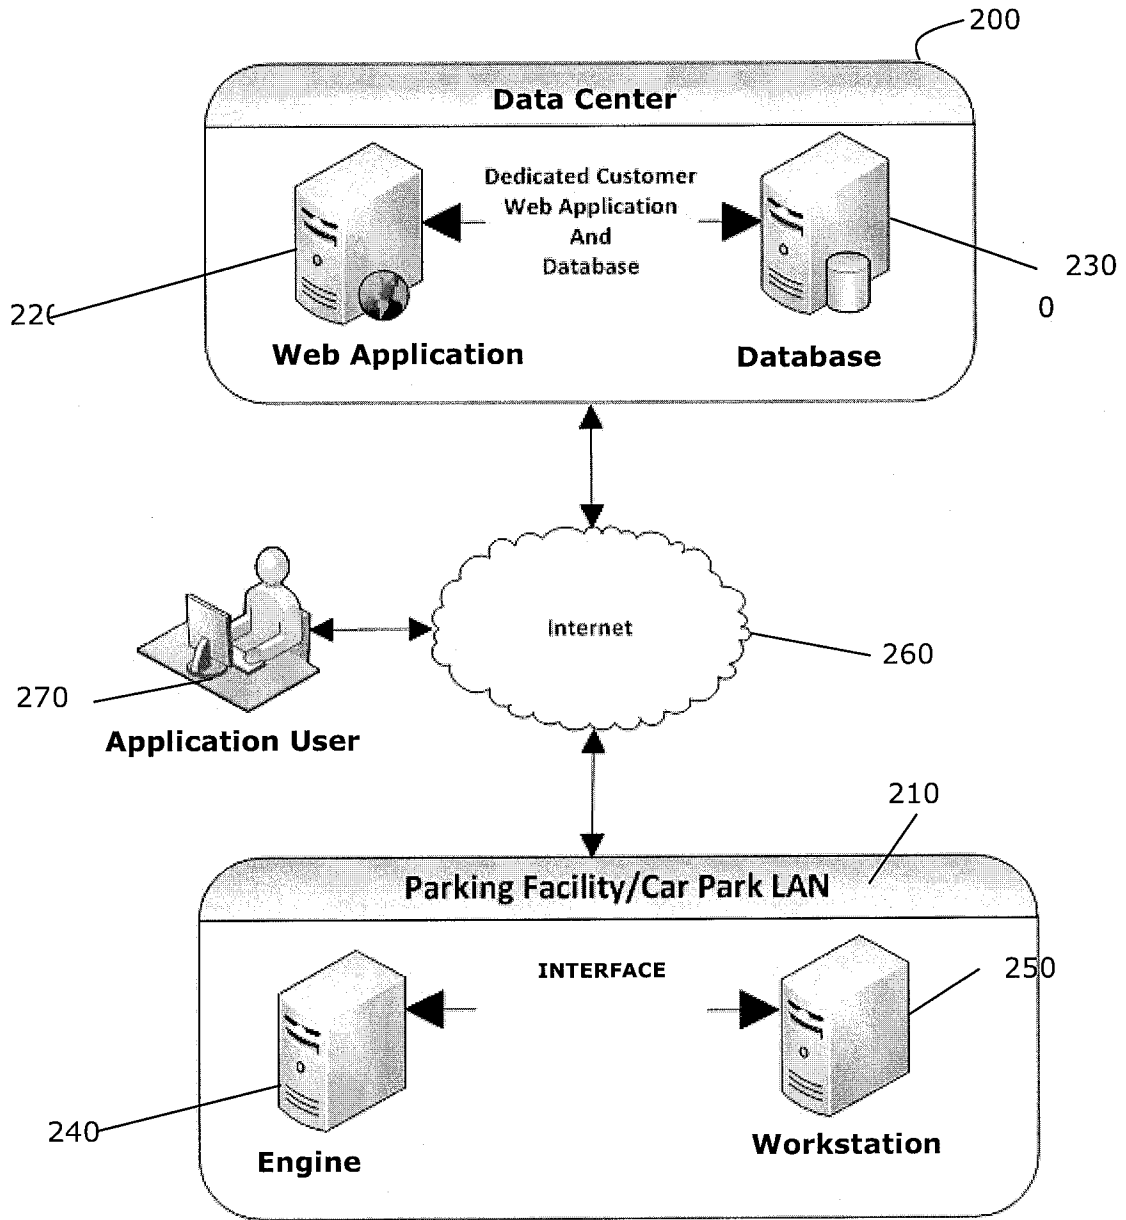 200
Data Center
Dedicated Customer
Web Application
And
Database
230
0
220
Web Application
Database
Internet
260
270
Application User
210
Parking Facility/Car Park LAN
INTERFACE
250
240
Engine
Workstation